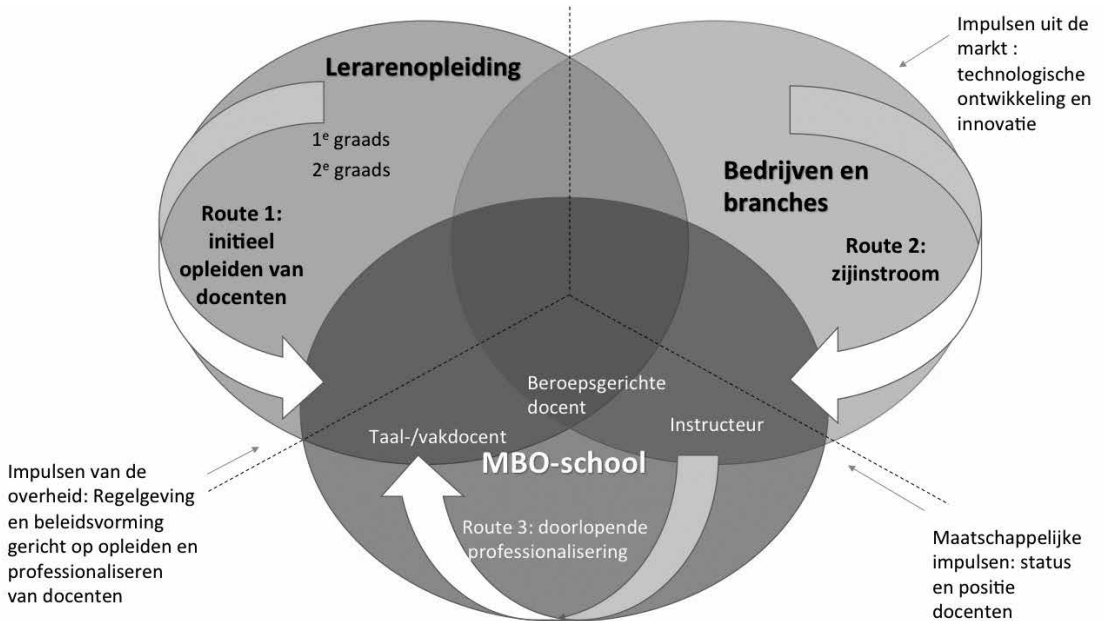 Lerarenopleiding
1e graads
2e graads
Route 1:
initieel
opleiden van
docenten
Impulsen uit de
markt :
technologische
ontwikkeling en
innovatie
Bedrijven en
branches
Route 2:
zijinstroom
Beroepsgerichte
docent
Instructeur
Taal-/vakdocent
MBO-school
Route 3: doorlopende
professionalisering
Impulsen van de
overheid: Regelgeving
en beleidsvorming
gericht op opleiden en
professionaliseren
van docenten
Maatschappelijke
impulsen: status
en positie
docenten